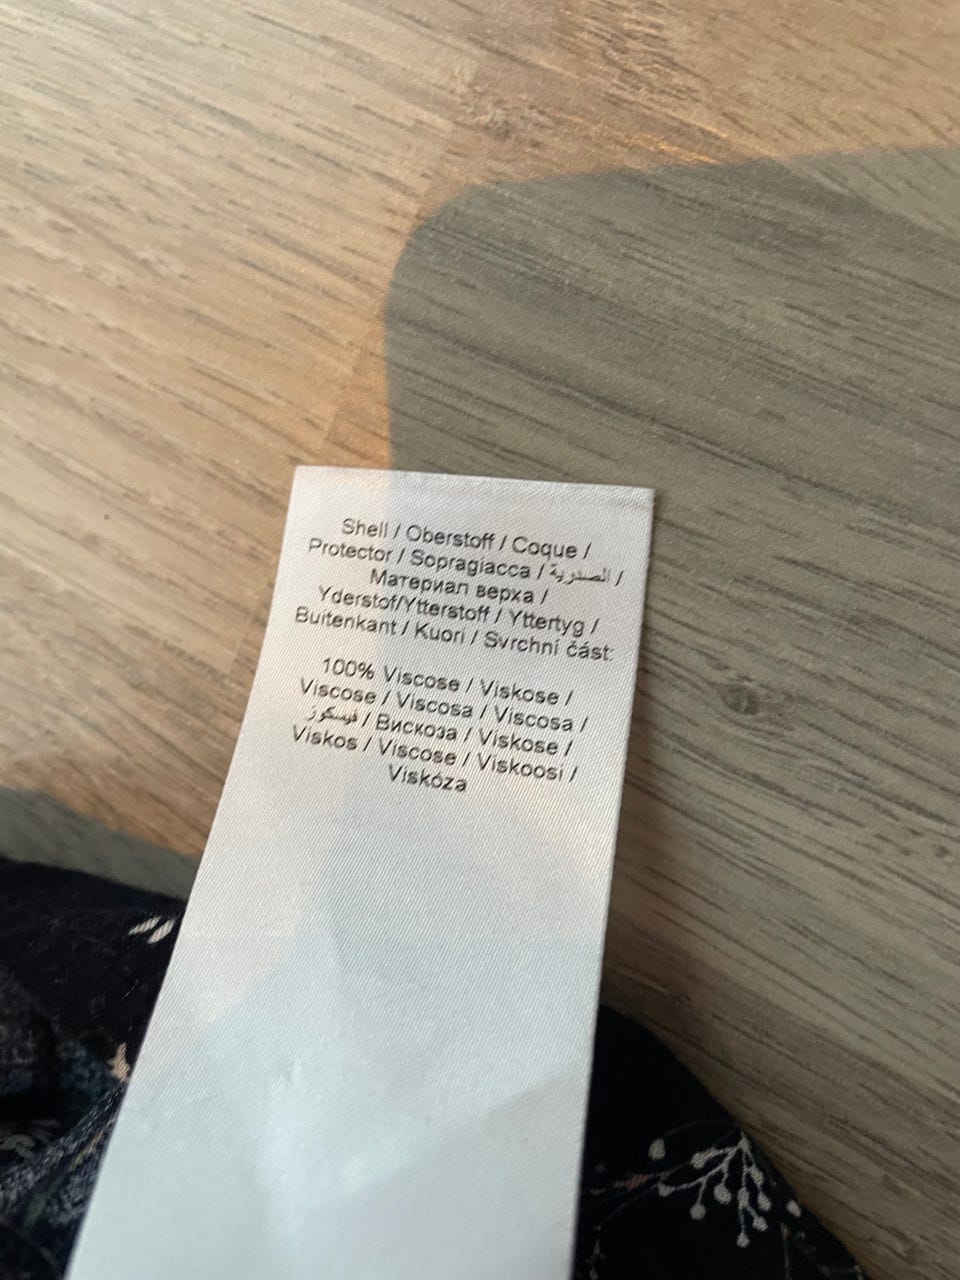 Shell / Oberstoff / Coque /
Protector / Sopragiacca / الصدرية /
Материал верха /
Yderstof/Ytterstoff / Yttertyg /
Buitenkant / Kuori / Svrchní část:
100% Viscose / Viskose /
Viscose / Viscosa / Viscosa /
فيسكوز / Вискоза / Viskose /
Viskos / Viscose / Viskoosi /
Viskóza